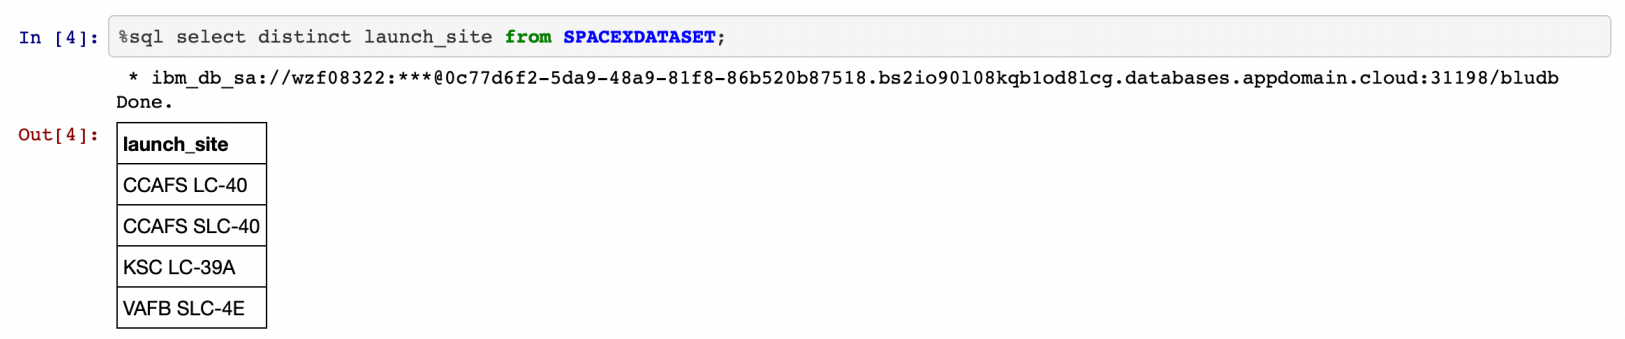 In [4]: %sql select distinct launch_site from SPACEXDATASET;
* ibm_db_sa://wzf08322:***@0c77d6f2-5da9-48a9-81f8-86b520b87518.bs2io90l08kqb1od8lcg.databases.appdomain.cloud:31198/bludb
Done.
Out[4]: launch_site
CCAFS LC-40
CCAFS SLC-40
KSC LC-39A
VAFB SLC-4E